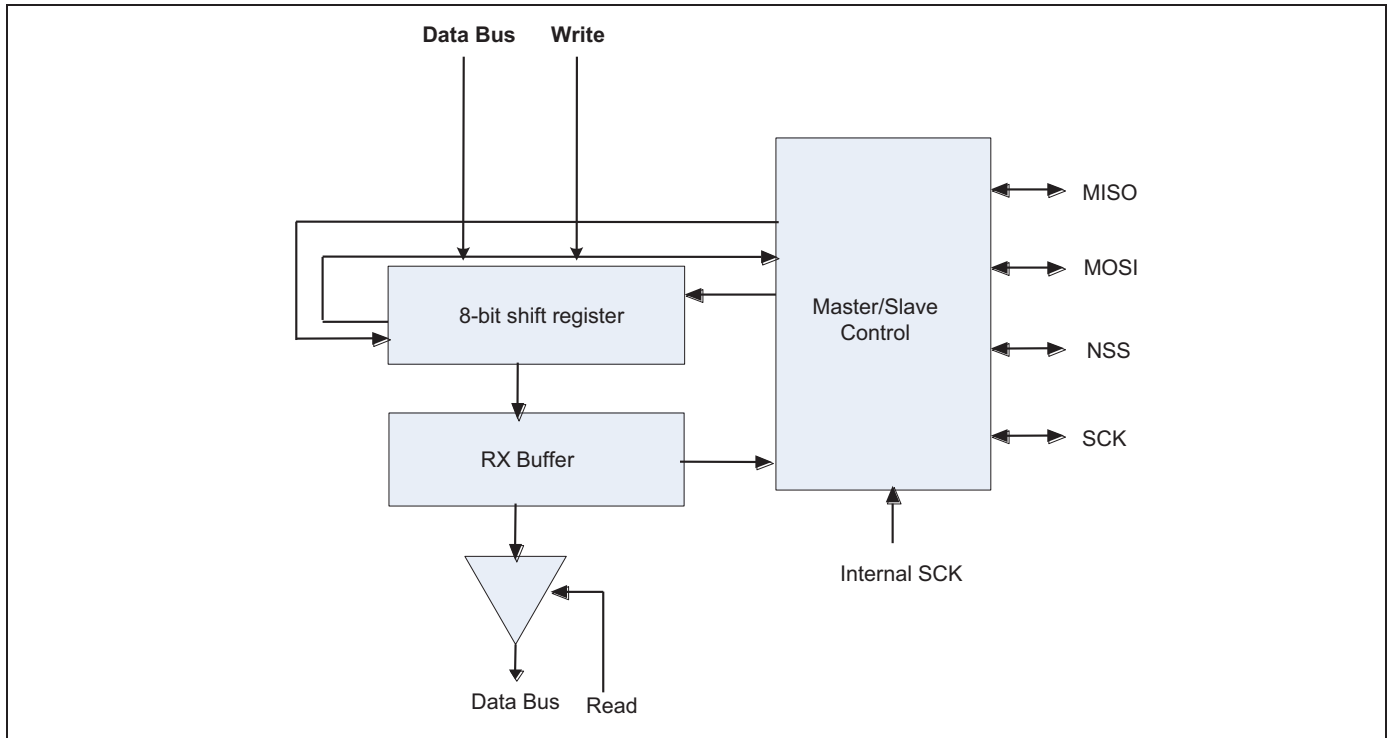 Data Bus Write
MISO
MOSI
8-bit shift register
Master/Slave
Control
NSS
SCK
RX Buffer
Internal SCK
Data Bus
Read